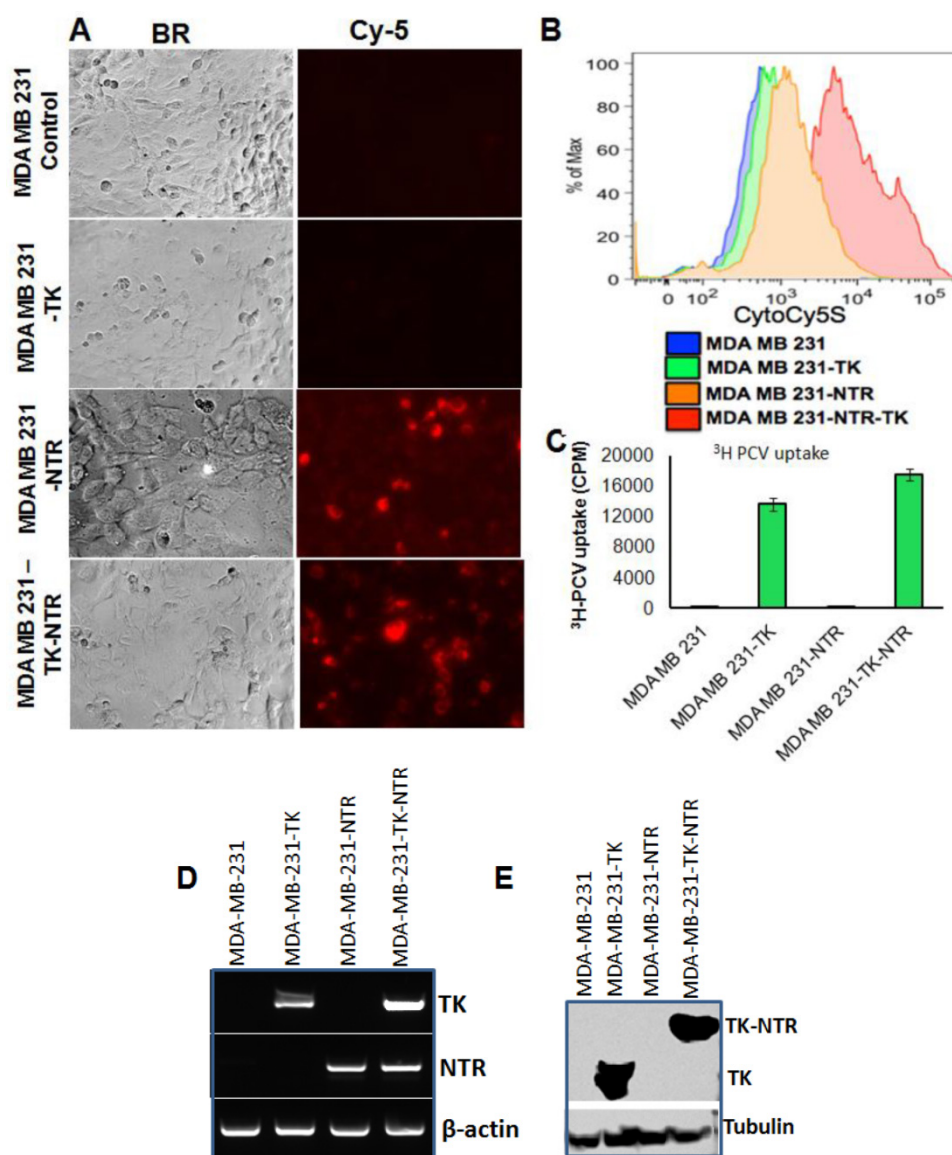 A
BR
Cy-5
MDA MB 231
Control
MDA MB 231
-TK
MDA MB 231
-NTR
MDA MB 231 –
TK-NTR
B
% of Max
100
80
60
40
20
0
0
10²
10³
10⁴
10⁵
CytoCy5S
MDA MB 231
MDA MB 231-TK
MDA MB 231-NTR
MDA MB 231-NTR-TK
C
³H PCV uptake
³H-PCV uptake (CPM)
20000
16000
12000
8000
4000
0
MDAMB 231
MDAMB 231-TK
MDAMB 231-NTR
MDAMB 231-TK-NTR
D
MDA-MB-231
MDA-MB-231-TK
MDA-MB-231-NTR
MDA-MB-231-TK-NTR
TK
NTR
β-actin
E
MDA-MB-231
MDA-MB-231-TK
MDA-MB-231-NTR
MDA-MB-231-TK-NTR
TK-NTR
TK
Tubulin